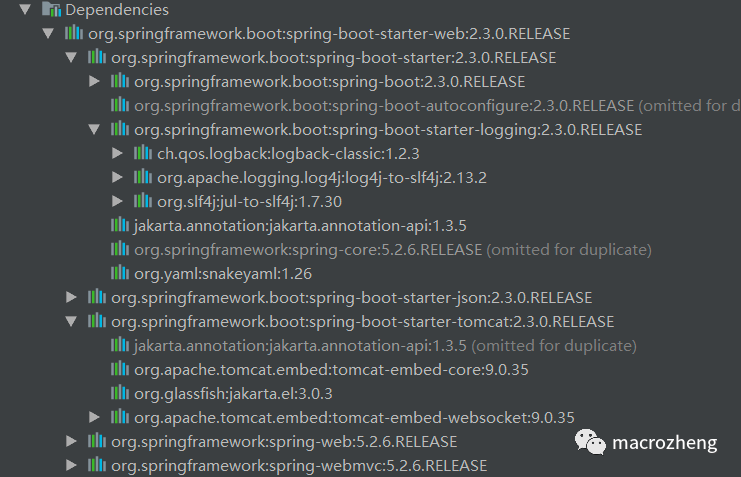 Dependencies
org.springframework.boot:spring-boot-starter-web:2.3.0.RELEASE
org.springframework.boot:spring-boot-starter:2.3.0.RELEASE
org.springframework.boot:spring-boot:2.3.0.RELEASE
org.springframework.boot:spring-boot-autoconfigure:2.3.0.RELEASE (omitted for d
org.springframework.boot:spring-boot-starter-logging:2.3.0.RELEASE
ch.qos.logback:logback-classic:1.2.3
org.apache.logging.log4j:log4j-to-slf4j:2.13.2
org.slf4j:jul-to-slf4j:1.7.30
jakarta.annotation:jakarta.annotation-api:1.3.5
org.springframework:spring-core:5.2.6.RELEASE (omitted for duplicate)
org.yaml:snakeyaml:1.26
org.springframework.boot:spring-boot-starter-json:2.3.0.RELEASE
org.springframework.boot:spring-boot-starter-tomcat:2.3.0.RELEASE
jakarta.annotation:jakarta.annotation-api:1.3.5 (omitted for duplicate)
org.apache.tomcat.embed:tomcat-embed-core:9.0.35
org.glassfish:jakarta.el:3.0.3
org.apache.tomcat.embed:tomcat-embed-websocket:9.0.35
org.springframework:spring-web:5.2.6.RELEASE
org.springframework:spring-webmvc:5.2.6.RELEASE
macrozheng